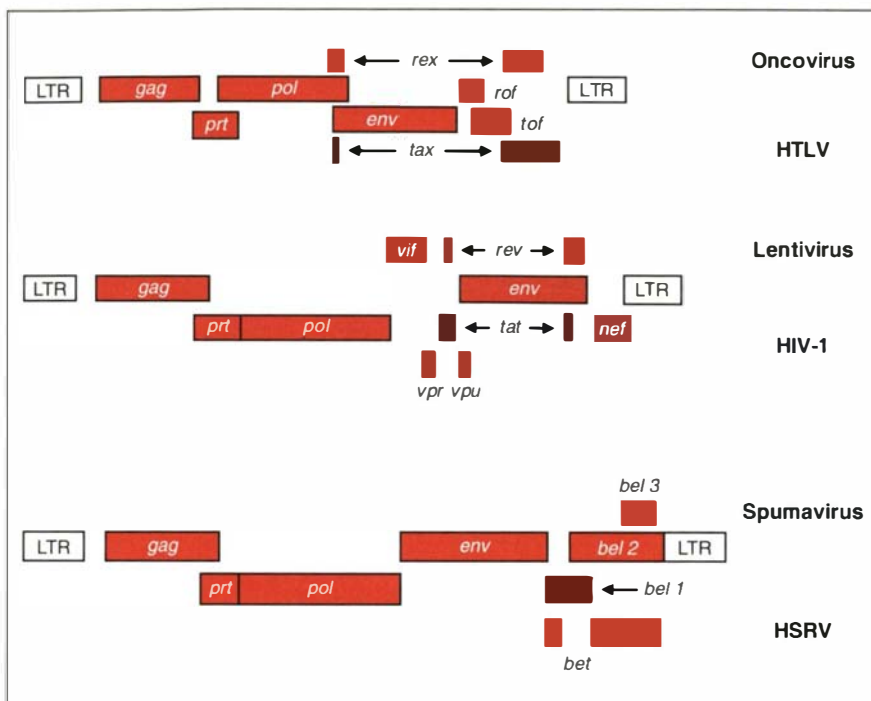 rex Oncovirus
LTR gag pol rof LTR
prt env tof
tax HTLV
vif rev Lentivirus
LTR gag env LTR
prt pol tat nef
HIV-1
vpr vpu
bel 3
Spumavirus
LTR gag env bel 2 LTR
prt pol bel 1
HSRV
bet